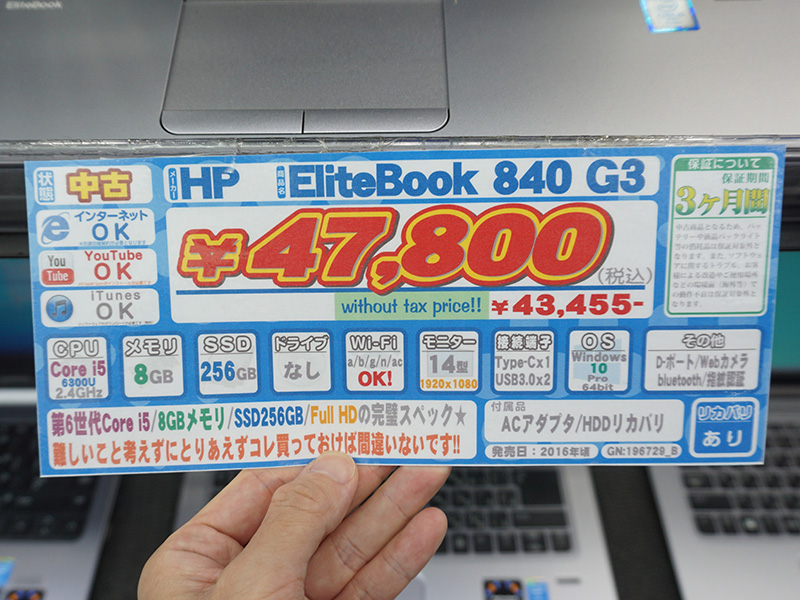 EliteBook
状態
中古
メーカー
HP
商品名
EliteBook 840 G3
インターネット
OK
You Tube
YouTube
OK
iTunes
OK
¥47,800
(税込)
without tax price!! ¥43,455-
保証について
保証期間
3ヶ月間
CPU
Core i5
6300U
2.4GHz
メモリ
8GB
SSD
256GB
ドライブ
なし
Wi-Fi
a/b/g/n/ac
OK!
モニター
14型
1920x1080
接続端子
Type-Cx1
USB3.0x2
OS
Windows
10
Pro
64bit
その他
D-ポート/Webカメラ
bluetooth/指紋認証
第6世代Core i5/8GBメモリ/SSD256GB/Full HDの完璧スペック★
難しいこと考えずにとりあえずコレ買っておけば間違いないです!!
付属品
ACアダプタ/HDDリカバリ
発売日:2016年頃
GN:196729_B
リカバリ
あり